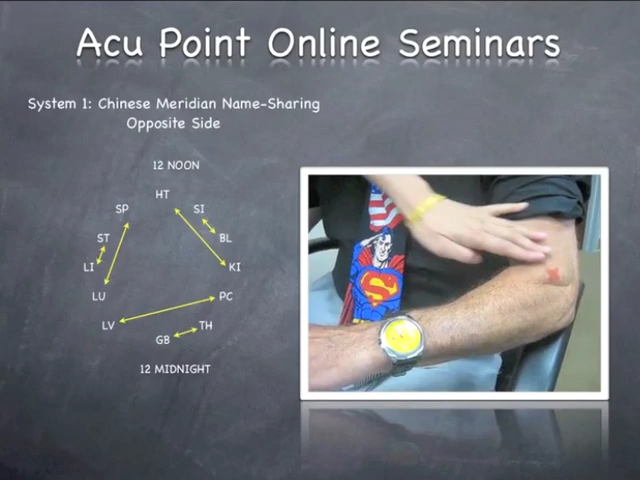 Acu Point Online Seminars
System 1: Chinese Meridian Name-Sharing
Opposite Side
12 NOON
HT
SP
SI
ST
BL
LI
KI
LU
PC
LV
TH
GB
12 MIDNIGHT